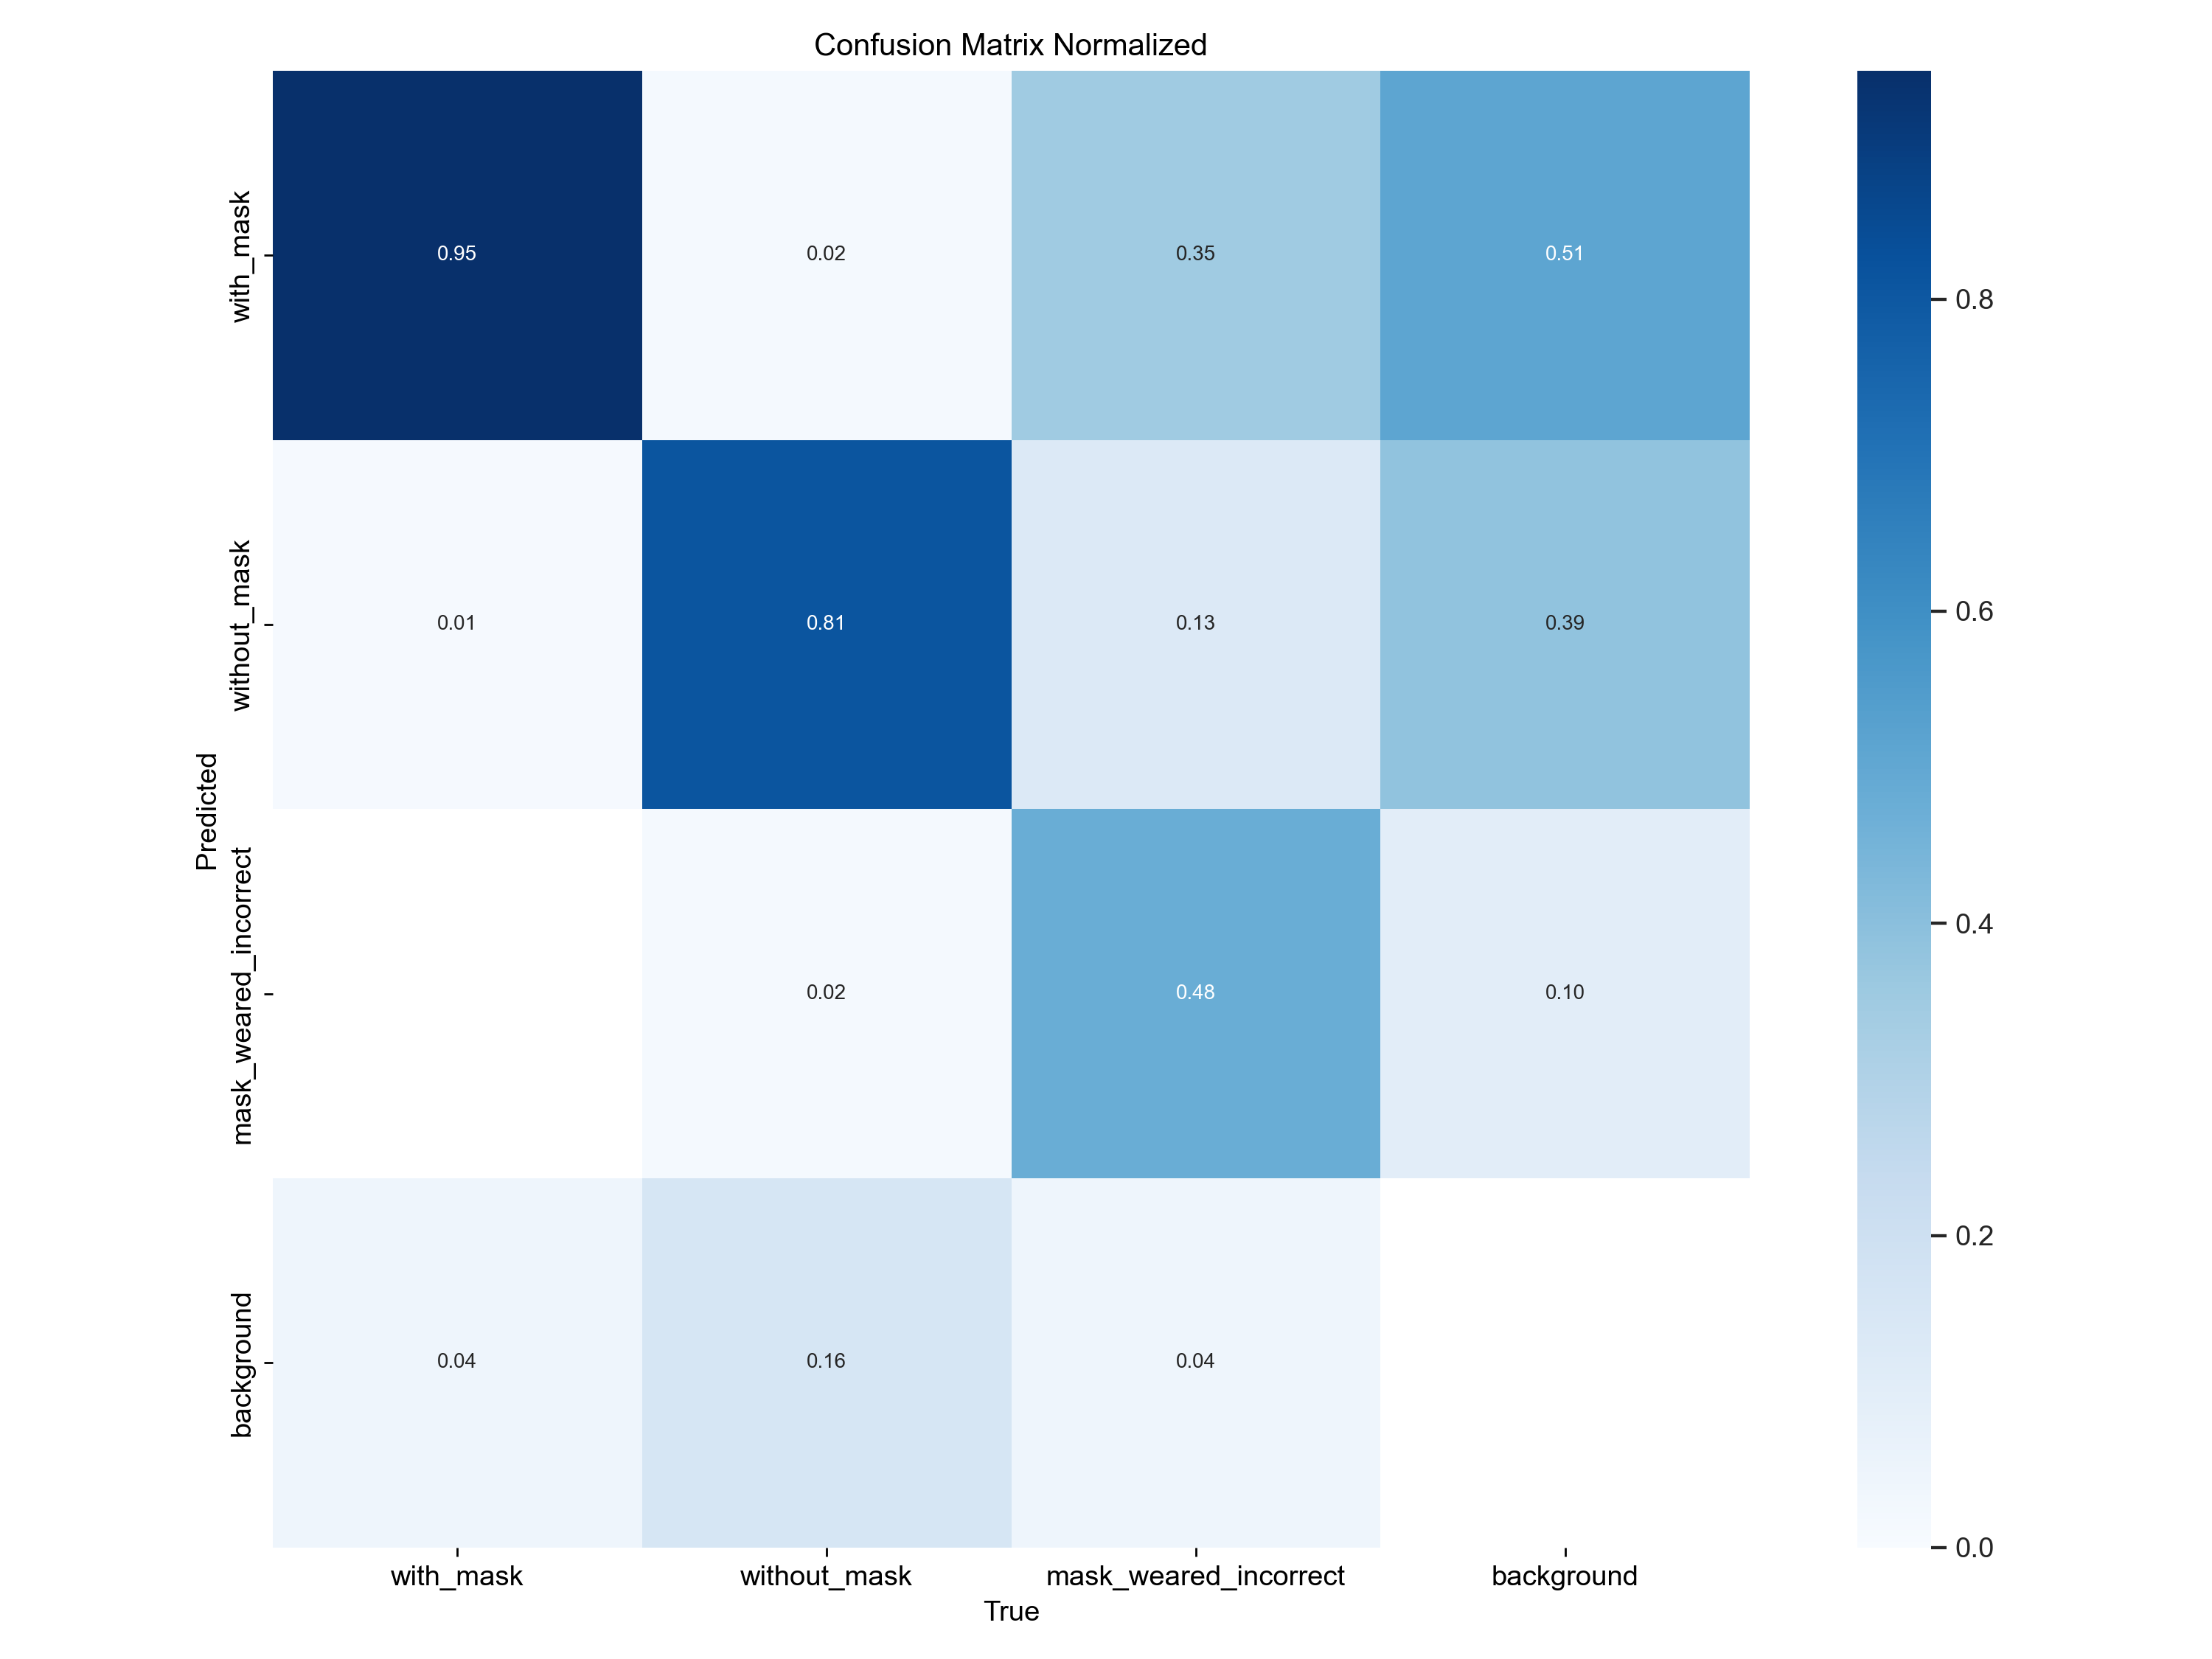 Confusion Matrix Normalized
with_mask
0.95
0.02
0.35
0.51
without_mask
0.01
0.81
0.13
0.39
mask_weared_incorrect
0.02
0.48
0.10
background
0.04
0.16
0.04
Predicted
with_mask
without_mask
mask_weared_incorrect
background
True
0.8
0.6
0.4
0.2
0.0